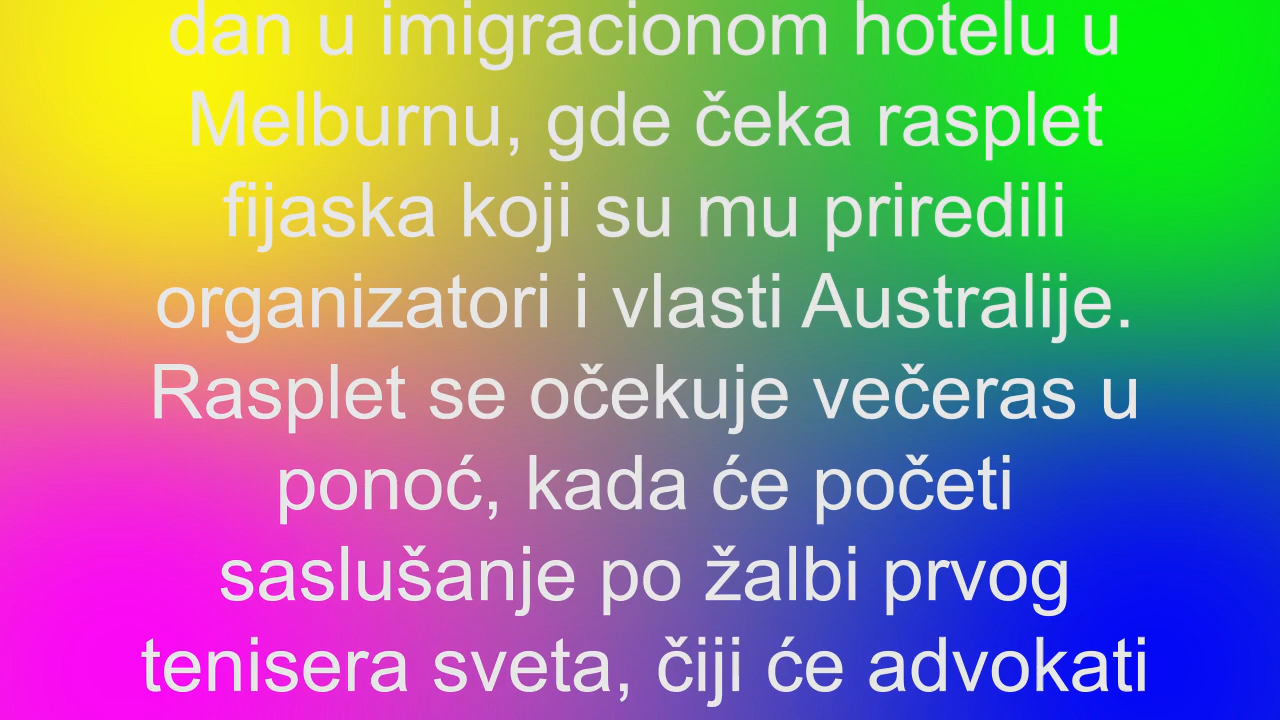 dan u imigracionom hotelu u
Melburnu, gde čeka rasplet
fijaska koji su mu priredili
organizatori i vlasti Australije.
Rasplet se očekuje večeras u
ponoć, kada će početi
saslušanje po žalbi prvog
tenisera sveta, čiji će advokati